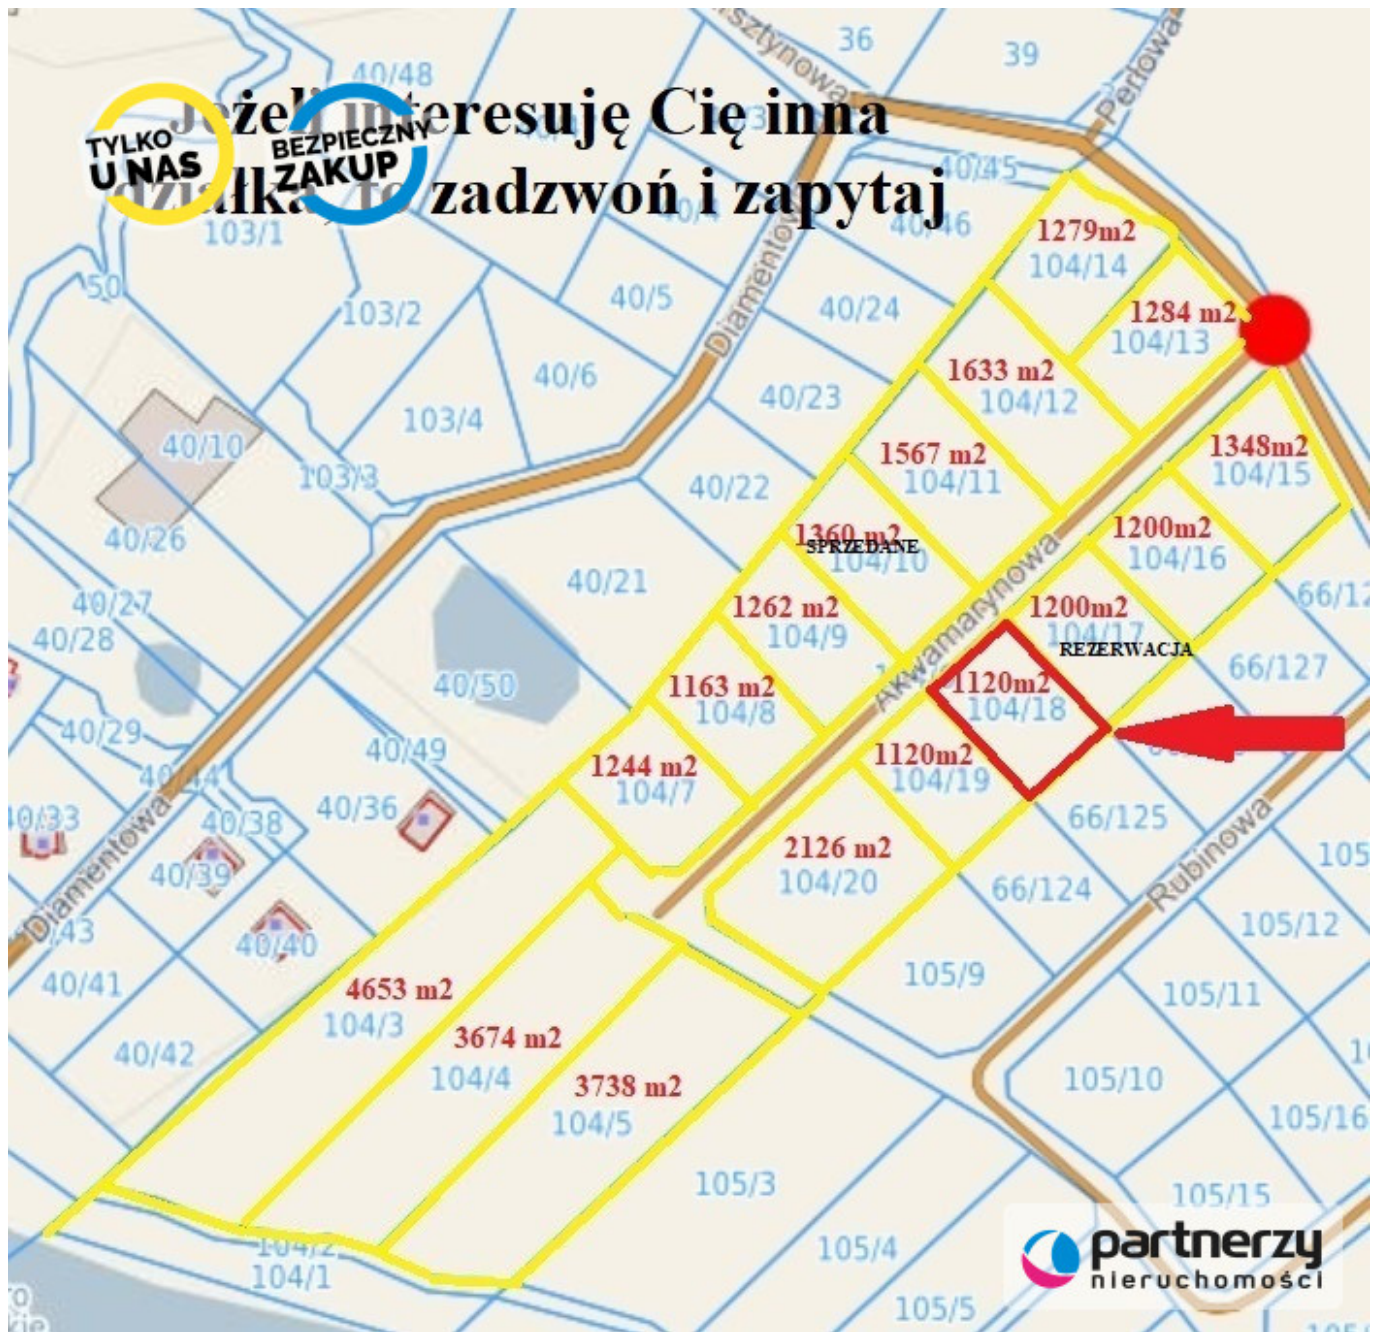 Jeżeli interesuję Cię inna
działka, to zadzwoń i zapytaj
TYLKO
U NAS
BEZPIECZNY
ZAKUP
36
39
Perłowa
40/48
40/45
40/46
103/1
50
103/2
40/5
40/24
Diamentowa
40/6
40/23
103/4
40/10
103/3
40/22
40/26
40/21
40/27
40/28
40/50
40/29
40/49
40/44
40/36
40/38
40/33
40/39
Diamentowa
40/40
40/41
40/42
1279m2
104/14
1284 m2
104/13
1633 m2
104/12
1567 m2
104/11
1348m2
104/15
1360 m2
SPRZEDANE
104/10
1200m2
104/16
1262 m2
104/9
1200m2
104/17
REZERWACJA
Akwamarynowa
66/127
1163 m2
104/8
1120m2
104/18
1244 m2
104/7
1120m2
104/19
66/125
2126 m2
104/20
66/124
Rubinowa
105/12
105/9
105/11
4653 m2
104/3
3674 m2
104/4
3738 m2
104/5
105/10
105/16
105/3
105/15
104/2
104/1
105/4
105/5
partnerzy
nieruchomości